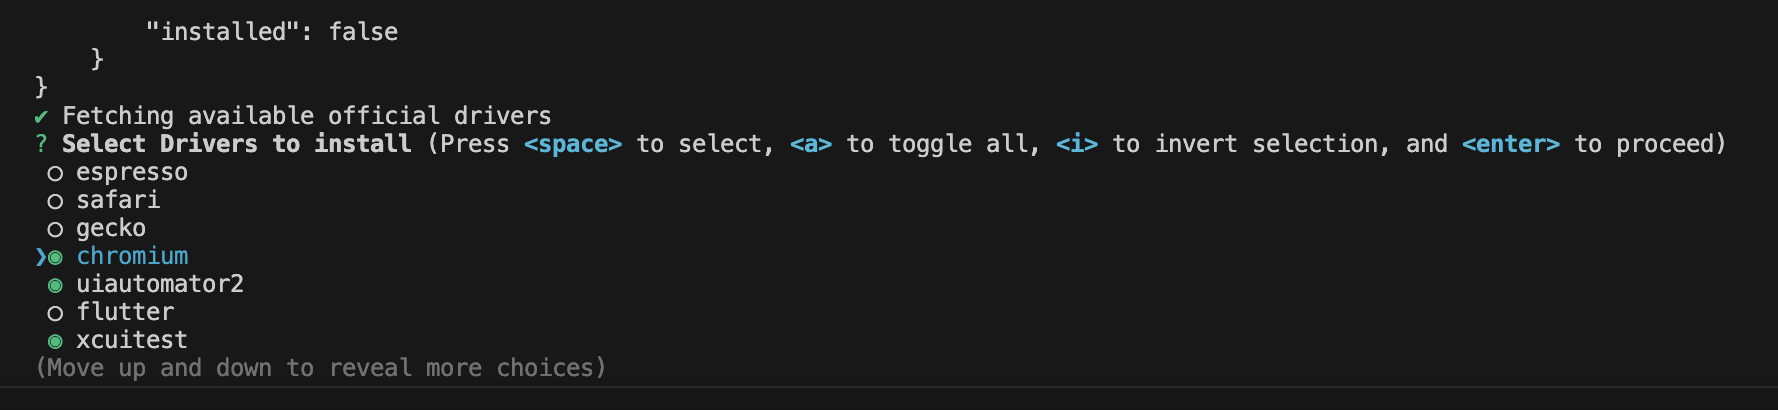 "installed": false
}
}
✔ Fetching available official drivers
? Select Drivers to install (Press <space> to select, <a> to toggle all, <i> to invert selection, and <enter> to proceed)
○ espresso
○ safari
○ gecko
❯◉ chromium
◉ uiautomator2
○ flutter
◉ xcuitest
(Move up and down to reveal more choices)